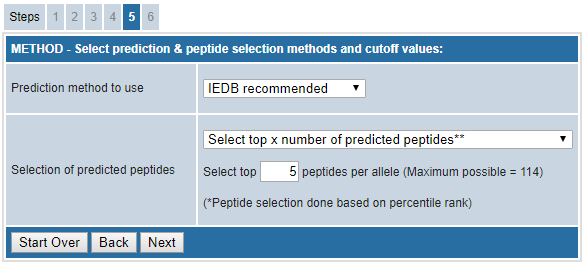 Steps 1 2 3 4 5 6
METHOD - Select prediction & peptide selection methods and cutoff values:
Prediction method to use
IEDB recommended
Select top x number of predicted peptides**
Selection of predicted peptides
Select top 5 peptides per allele (Maximum possible = 114)
(*Peptide selection done based on percentile rank)
Start Over Back Next